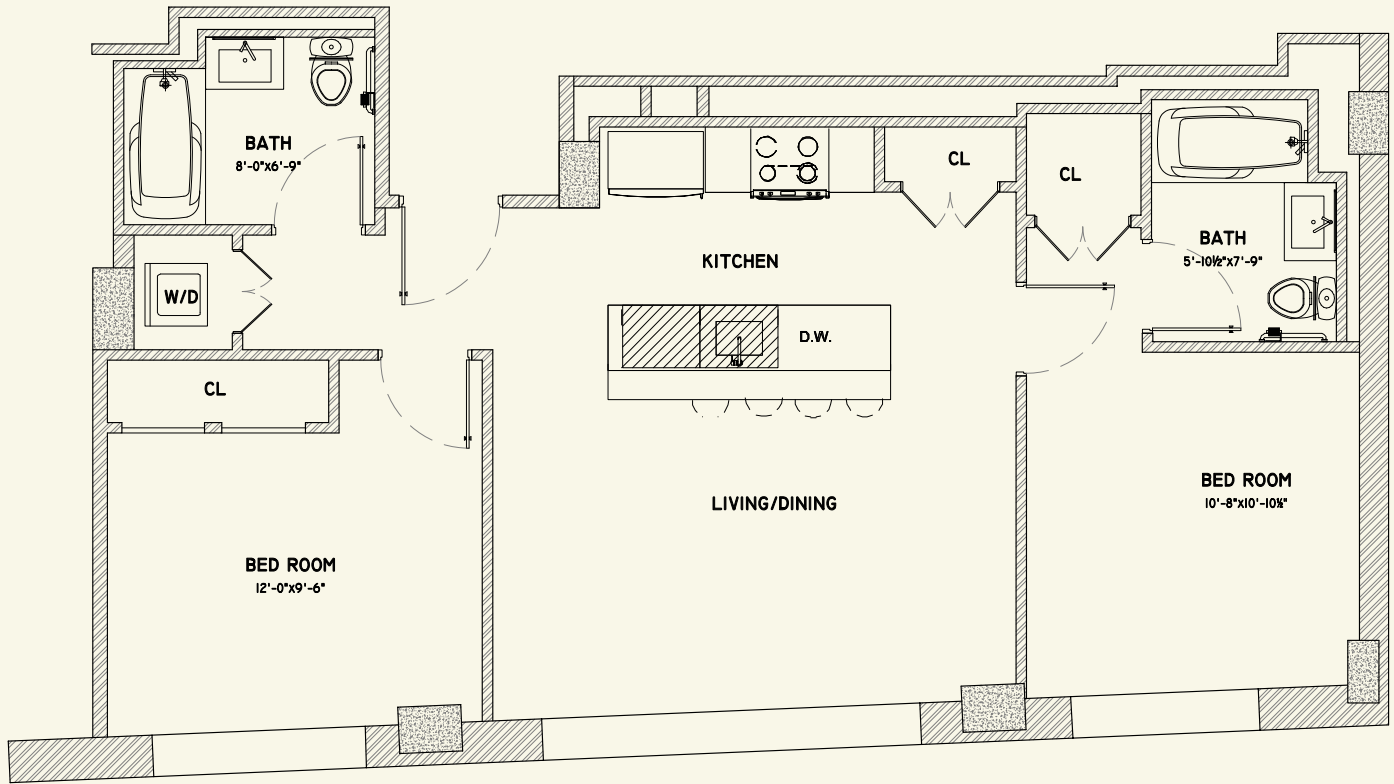 BATH
8'-0"x6'-9"
CL
CL
BATH
5'-10½"x7'-9"
KITCHEN
W/D
D.W.
CL
BED ROOM
10'-8"x10'-10½"
LIVING/DINING
BED ROOM
12'-0"x9'-6"